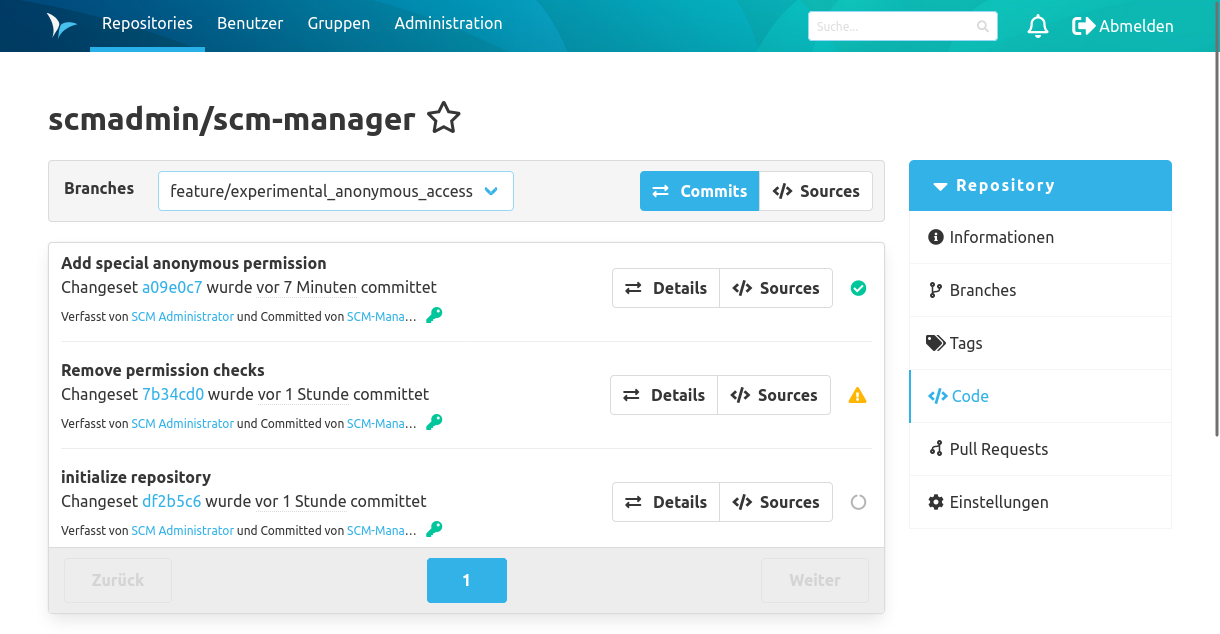 Repositories Benutzer Gruppen Administration Suche... Abmelden
scmadmin/scm-manager
Branches feature/experimental_anonymous_access Commits </> Sources
Add special anonymous permission
Changeset a09e0c7 wurde vor 7 Minuten committet
Verfasst von SCM Administrator und Committed von SCM-Mana...
Details </> Sources
Remove permission checks
Changeset 7b34cd0 wurde vor 1 Stunde committet
Verfasst von SCM Administrator und Committed von SCM-Mana...
Details </> Sources
initialize repository
Changeset df2b5c6 wurde vor 1 Stunde committet
Verfasst von SCM Administrator und Committed von SCM-Mana...
Details </> Sources
Zurück 1 Weiter
Repository
Informationen
Branches
Tags
</> Code
Pull Requests
Einstellungen